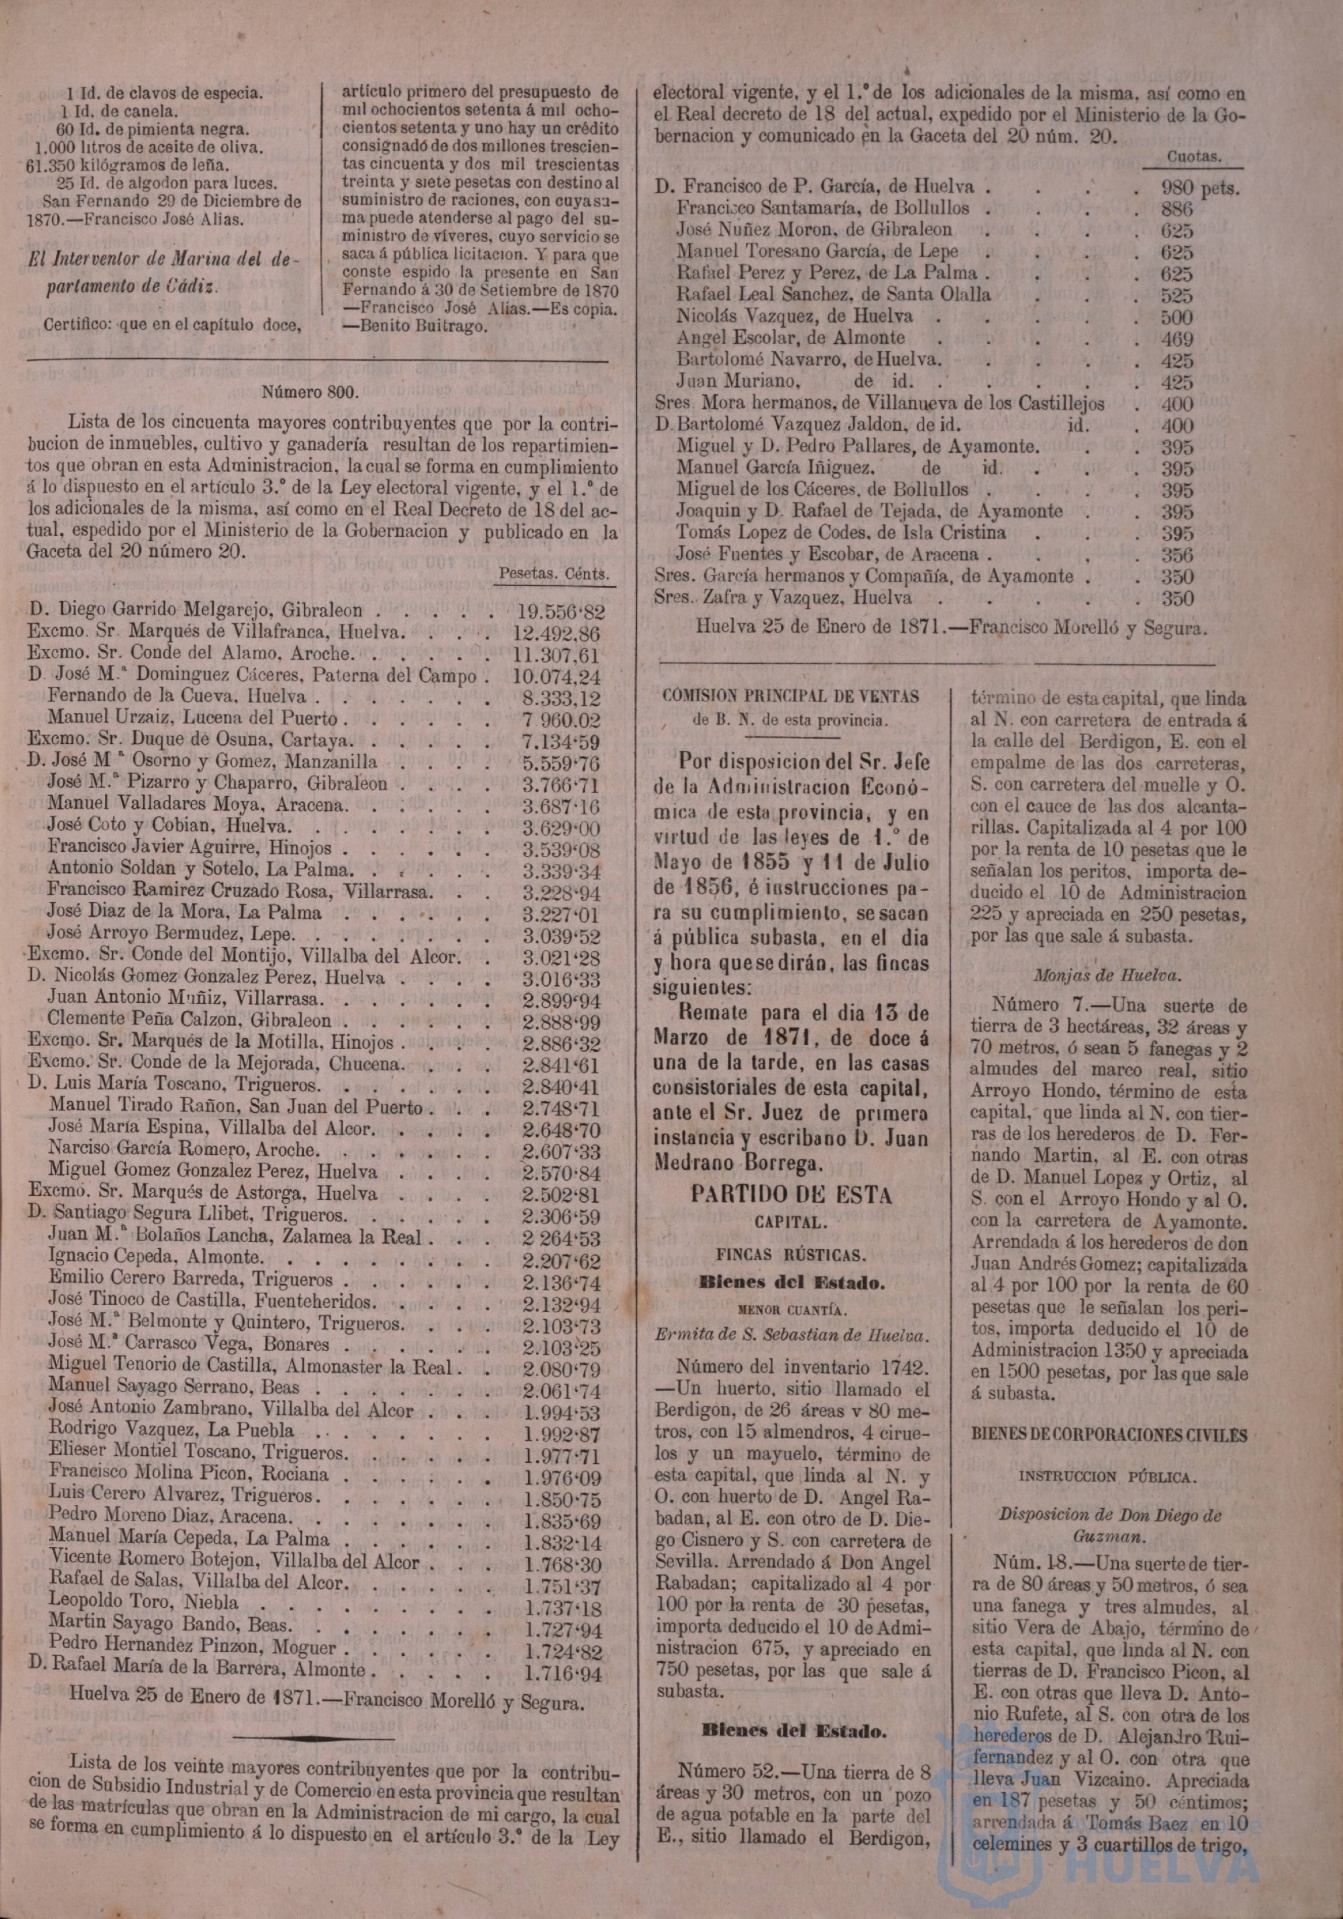 1 Id. de clavos de especia.
1 Id. de canela.
60 Id. de pimienta negra.
1.000 litros de aceite de oliva.
61.350 kilógramos de leña.
25 Id. de algodon para luces.
San Fernando 29 de Diciembre de
1870.—Francisco José Alias.
El Interventor de Marina del de-
partamento de Cádiz.
Certifico: que en el capítulo doce,
artículo primero del presupuesto de
mil ochocientos setenta á mil ocho-
cientos setenta y uno hay un crédito
consignado de dos millones trescien-
tas cincuenta y dos mil trescientas
treinta y siete pesetas con destino al
suministro de raciones, con cuya su-
ma puede atenderse al pago del su-
ministro de víveres, cuyo servicio se
saca á pública licitacion. Y para que
conste espido la presente en San
Fernando á 30 de Setiembre de 1870
—Francisco José Alias.—Es copia.
—Benito Buitrago.
Número 800.
Lista de los cincuenta mayores contribuyentes que por la contri-
bucion de inmuebles, cultivo y ganadería resultan de los repartimien-
tos que obran en esta Administracion, la cual se forma en cumplimiento
á lo dispuesto en el artículo 3.º de la Ley electoral vigente, y el 1.º de
los adicionales de la misma, así como en el Real Decreto de 18 del ac-
tual, espedido por el Ministerio de la Gobernacion y publicado en la
Gaceta del 20 número 20.
Pesetas. Cénts.
D. Diego Garrido Melgarejo, Gibraleon . . . . . 19.556'82
Excmo. Sr. Marqués de Villafranca, Huelva. . . . 12.492,86
Excmo. Sr. Conde del Alamo, Aroche. . . . . . 11.307,61
D. José M.ª Dominguez Cáceres, Paterna del Campo . 10.074,24
Fernando de la Cueva, Huelva . . . . . . 8.333,12
Manuel Urzaiz, Lucena del Puerto . . . . . 7 960.02
Excmo. Sr. Duque de Osuna, Cartaya. . . . . . 7.134'59
D. José M ª Osorno y Gomez, Manzanilla . . . . 5.559'76
José M.ª Pizarro y Chaparro, Gibraleon . . . . 3.766'71
Manuel Valladares Moya, Aracena. . . . . . 3.687'16
José Coto y Cobian, Huelva. . . . . . . 3.629'00
Francisco Javier Aguirre, Hinojos . . . . . 3.539'08
Antonio Soldan y Sotelo, La Palma. . . . . 3.339'34
Francisco Ramirez Cruzado Rosa, Villarrasa. . . 3.228'94
José Diaz de la Mora, La Palma . . . . . 3.227'01
José Arroyo Bermudez, Lepe. . . . . . . 3.039'52
Excmo. Sr. Conde del Montijo, Villalba del Alcor. . 3.021'28
D. Nicolás Gomez Gonzalez Perez, Huelva . . . . 3.016'33
Juan Antonio Muñiz, Villarrasa. . . . . . 2.899'94
Clemente Peña Calzon, Gibraleon . . . . . 2.888'99
Excmo. Sr. Marqués de la Motilla, Hinojos . . . . 2.886'32
Excmo. Sr. Conde de la Mejorada, Chucena. . . . 2.841'61
D. Luis María Toscano, Trigueros. . . . . . 2.840'41
Manuel Tirado Rañon, San Juan del Puerto . . . 2.748'71
José María Espina, Villalba del Alcor. . . . . 2.648'70
Narciso García Romero, Aroche. . . . . . 2.607'33
Miguel Gomez Gonzalez Perez, Huelva . . . . 2.570'84
Excmo. Sr. Marqués de Astorga, Huelva . . . . 2.502'81
D. Santiago Segura Llibet, Trigueros. . . . . . 2.306'59
Juan M.ª Bolaños Lancha, Zalamea la Real . . . 2 264'53
Ignacio Cepeda, Almonte. . . . . . . . 2.207'62
Emilio Cerero Barreda, Trigueros . . . . . 2.136'74
José Tinoco de Castilla, Fuenteheridos. . . . . 2.132'94
José M.ª Belmonte y Quintero, Trigueros. . . . 2.103'73
José M.ª Carrasco Vega, Bonares . . . . . . 2.103'25
Miguel Tenorio de Castilla, Almonaster la Real. . . 2.080'79
Manuel Sayago Serrano, Beas . . . . . . 2.061'74
José Antonio Zambrano, Villalba del Alcor . . . 1.994'53
Rodrigo Vazquez, La Puebla . . . . . . . 1.992'87
Elieser Montiel Toscano, Trigueros. . . . . . 1.977'71
Francisco Molina Picon, Rociana . . . . . 1.976'09
Luis Cerero Alvarez, Trigueros. . . . . . 1.850'75
Pedro Moreno Diaz, Aracena. . . . . . . 1.835'69
Manuel María Cepeda, La Palma . . . . . 1.832'14
Vicente Romero Botejon, Villalba del Alcor . . . 1.768'30
Rafael de Salas, Villalba del Alcor. . . . . . 1.751'37
Leopoldo Toro, Niebla . . . . . . . 1.737'18
Martin Sayago Bando, Beas. . . . . . . 1.727'94
Pedro Hernandez Pinzon, Moguer . . . . . 1.724'82
D. Rafael María de la Barrera, Almonte . . . . . 1.716'94
Huelva 25 de Enero de 1871.—Francisco Morelló y Segura.
Lista de los veinte mayores contribuyentes que por la contribu-
cion de Subsidio Industrial y de Comercio en esta provincia que resultan
de las matrículas que obran en la Administracion de mi cargo, la cual
se forma en cumplimiento á lo dispuesto en el artículo 3.º de la Ley
electoral vigente, y el 1.º de los adicionales de la misma, así como en
el Real decreto de 18 del actual, expedido por el Ministerio de la Go-
bernacion y comunicado en la Gaceta del 20 núm. 20.
Cuotas.
D. Francisco de P. García, de Huelva . . . . 980 pets.
Francisco Santamaría, de Bollullos . . . . 886
José Nuñez Moron, de Gibraleon . . . . 625
Manuel Toresano García, de Lepe . . . . 625
Rafael Perez y Perez, de La Palma . . . . 625
Rafael Leal Sanchez, de Santa Olalla . . . 525
Nicolás Vazquez, de Huelva . . . . . 500
Angel Escolar, de Almonte . . . . . 469
Bartolomé Navarro, de Huelva. . . . . 425
Juan Muriano, de id. . . . . . 425
Sres. Mora hermanos, de Villanueva de los Castillejos . 400
D. Bartolomé Vazquez Jaldon, de id. id. . 400
Miguel y D. Pedro Pallares, de Ayamonte. . . 395
Manuel García Iñiguez. de id. . . . 395
Miguel de los Cáceres, de Bollullos . . . . 395
Joaquin y D. Rafael de Tejada, de Ayamonte . . 395
Tomás Lopez de Codes, de Isla Cristina . . . 395
José Fuentes y Escobar, de Aracena . . . . 356
Sres. García hermanos y Compañía, de Ayamonte . . 350
Sres. Zafra y Vazquez, Huelva . . . . . 350
Huelva 25 de Enero de 1871.—Francisco Morelló y Segura.
COMISION PRINCIPAL DE VENTAS
de B. N. de esta provincia.
Por disposicion del Sr. Jefe
de la Administracion Econó-
mica de esta provincia, y en
virtud de las leyes de 1.º de
Mayo de 1855 y 11 de Julio
de 1856, é instrucciones pa-
ra su cumplimiento, se sacan
á pública subasta, en el dia
y hora que se dirán, las fincas
siguientes:
Remate para el dia 13 de
Marzo de 1871, de doce á
una de la tarde, en las casas
consistoriales de esta capital,
ante el Sr. Juez de primera
instancia y escribano D. Juan
Medrano Borrega.
PARTIDO DE ESTA
CAPITAL.
FINCAS RÚSTICAS.
Bienes del Estado.
MENOR CUANTÍA.
Ermita de S. Sebastian de Huelva.
Número del inventario 1742.
—Un huerto, sitio llamado el
Berdigon, de 26 áreas y 80 me-
tros, con 15 almendros, 4 cirue-
los y un mayuelo, término de
esta capital, que linda al N. y
O. con huerto de D. Angel Ra-
badan, al E. con otro de D. Die-
go Cisnero y S. con carretera de
Sevilla. Arrendado á Don Angel
Rabadan; capitalizado al 4 por
100 por la renta de 30 pesetas,
importa deducido el 10 de Admi-
nistracion 675, y apreciado en
750 pesetas, por las que sale á
subasta.
Bienes del Estado.
Número 52.—Una tierra de 8
áreas y 30 metros, con un pozo
de agua potable en la parte del
E., sitio llamado el Berdigon,
término de esta capital, que linda
al N. con carretera de entrada á
la calle del Berdigon, E. con el
empalme de las dos carreteras,
S. con carretera del muelle y O.
con el cauce de las dos alcanta-
rillas. Capitalizada al 4 por 100
por la renta de 10 pesetas que le
señalan los peritos, importa de-
ducido el 10 de Administracion
225 y apreciada en 250 pesetas,
por las que sale á subasta.
Monjas de Huelva.
Número 7.—Una suerte de
tierra de 3 hectáreas, 32 áreas y
70 metros, ó sean 5 fanegas y 2
almudes del marco real, sitio
Arroyo Hondo, término de esta
capital, que linda al N. con tier-
ras de los herederos de D. Fer-
nando Martin, al E. con otras
de D. Manuel Lopez y Ortiz, al
S. con el Arroyo Hondo y al O.
con la carretera de Ayamonte.
Arrendada á los herederos de don
Juan Andrés Gomez; capitalizada
al 4 por 100 por la renta de 60
pesetas que le señalan los peri-
tos, importa deducido el 10 de
Administracion 1350 y apreciada
en 1500 pesetas, por las que sale
á subasta.
BIENES DE CORPORACIONES CIVILES
INSTRUCCION PÚBLICA.
Disposicion de Don Diego de
Guzman.
Núm. 18.—Una suerte de tier-
ra de 80 áreas y 50 metros, ó sea
una fanega y tres almudes, al
sitio Vera de Abajo, término de
esta capital, que linda al N. con
tierras de D. Francisco Picon, al
E. con otras que lleva D. Anto-
nio Rufete, al S. con otra de los
herederos de D. Alejandro Rui-
fernandez y al O. con otra que
lleva Juan Vizcaino. Apreciada
en 187 pesetas y 50 céntimos;
arrendada á Tomás Baez en 10
celemines y 3 cuartillos de trigo,
HUELVA